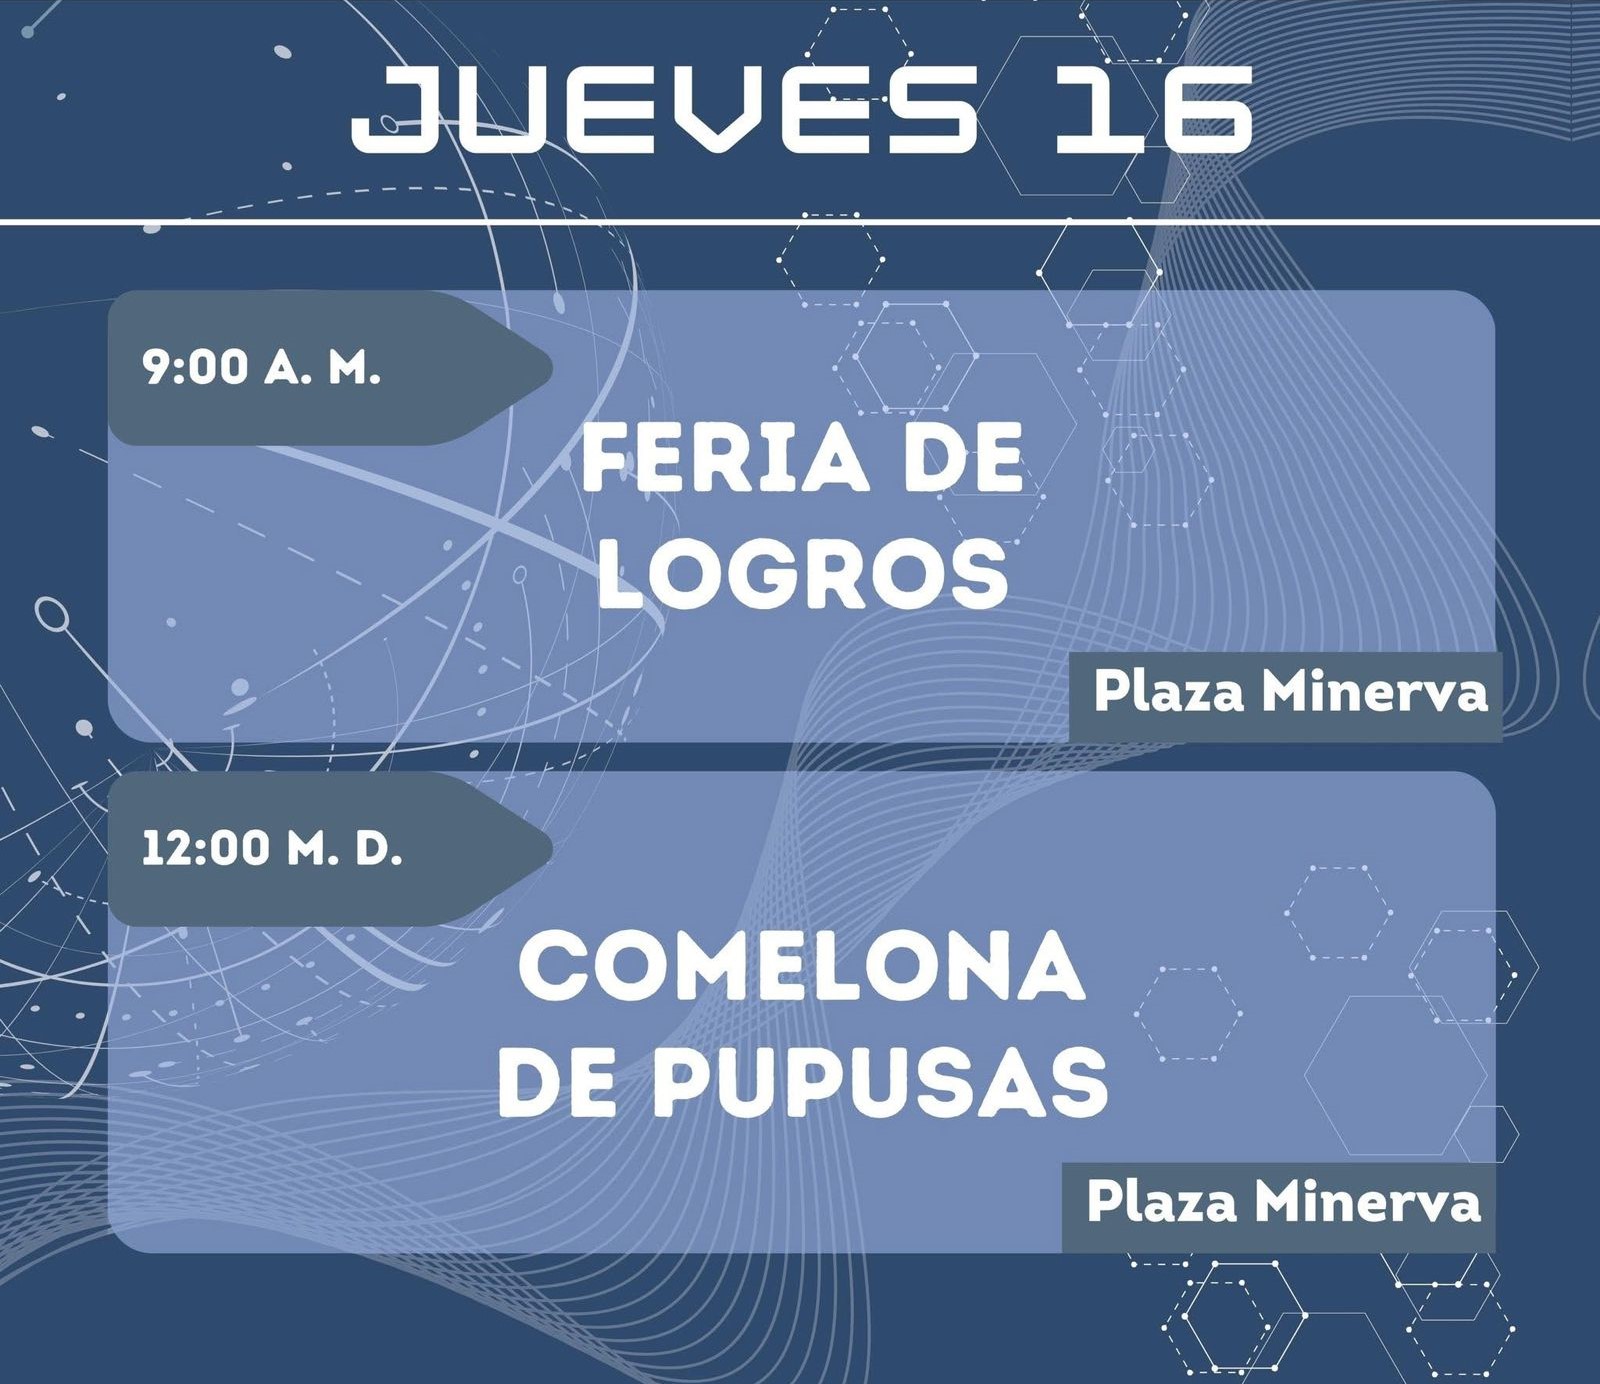 JUEVES 16
9:00 A. M.
FERIA DE
LOGROS
Plaza Minerva
12:00 M. D.
COMELONA
DE PUPUSAS
Plaza Minerva